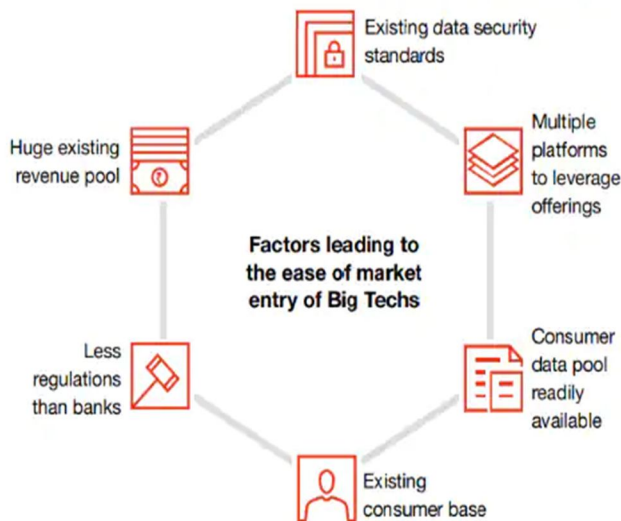 Existing data security
standards
Multiple
platforms
to leverage
offerings
Consumer
data pool
readily
available
Existing
consumer base
Less
regulations
than banks
Huge existing
revenue pool
Factors leading to
the ease of market
entry of Big Techs